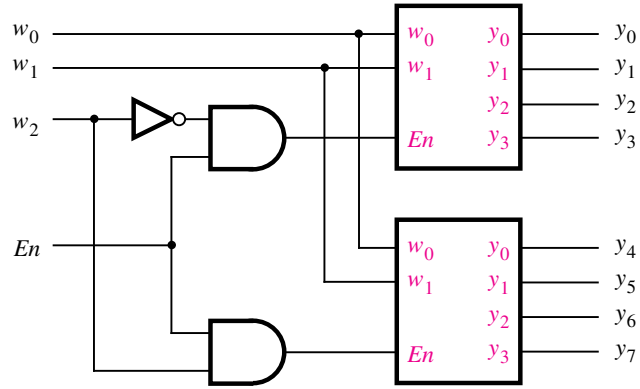 w₀ w₀ y₀ y₀
w₁ w₁ y₁ y₁
w₂ y₂ y₂
En y₃ y₃
En w₀ y₀ y₄
w₁ y₁ y₅
y₂ y₆
En y₃ y₇